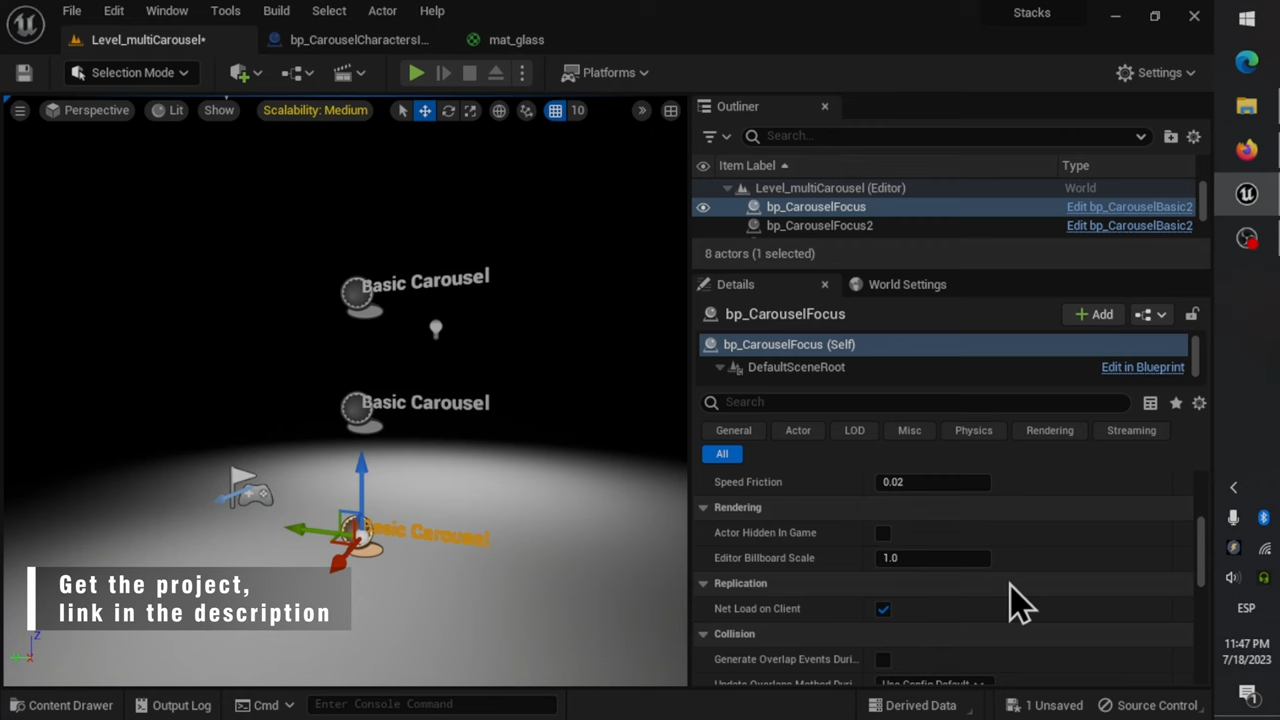 File Edit Window Tools Build Select Actor Help
Stacks
Level_multiCarousel•
bp_CarouselCharactersI...
mat_glass
Selection Mode
Platforms
Settings
Perspective
Lit
Show
Scalability: Medium
10
Outliner
Search...
Item Label
Type
Level_multiCarousel (Editor)
World
bp_CarouselFocus
Edit bp_CarouselBasic2
bp_CarouselFocus2
Edit bp_CarouselBasic2
8 actors (1 selected)
Details
World Settings
bp_CarouselFocus
Add
bp_CarouselFocus (Self)
DefaultSceneRoot
Edit in Blueprint
Search
General
Actor
LOD
Misc
Physics
Rendering
Streaming
All
Speed Friction
0.02
Rendering
Actor Hidden In Game
Editor Billboard Scale
1.0
Replication
Net Load on Client
Collision
Generate Overlap Events Duri...
Basic Carousel
Basic Carousel
Basic Carousel
Get the project,
link in the description
Z
Content Drawer
Output Log
Cmd
Enter Console Command
Derived Data
1 Unsaved
Source Control
ESP
11:47 PM
7/18/2023
1